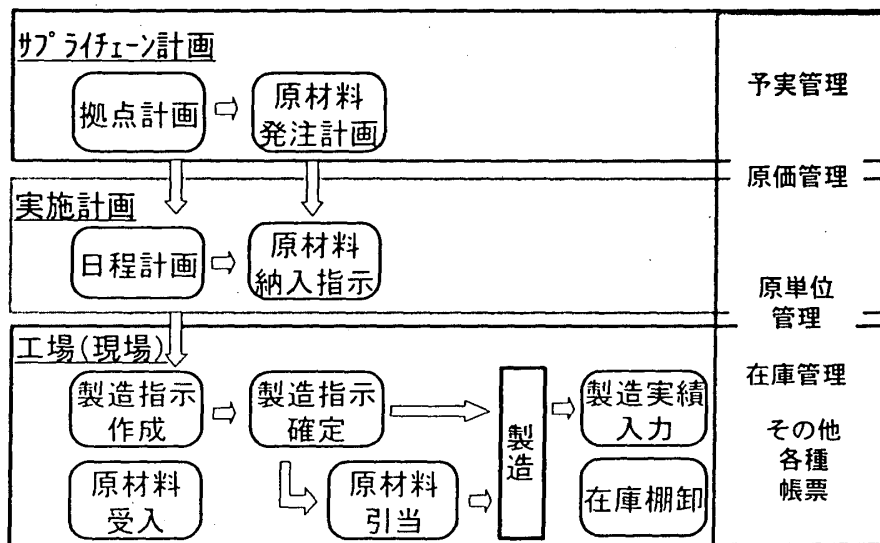 サプライチェーン計画
拠点計画
原材料
発注計画
実施計画
日程計画
原材料
納入指示
工場(現場)
製造指示
作成
製造指示
確定
製造
製造実績
入力
原材料
受入
原材料
引当
在庫棚卸
予実管理
原価管理
原単位
管理
在庫管理
その他
各種
帳票